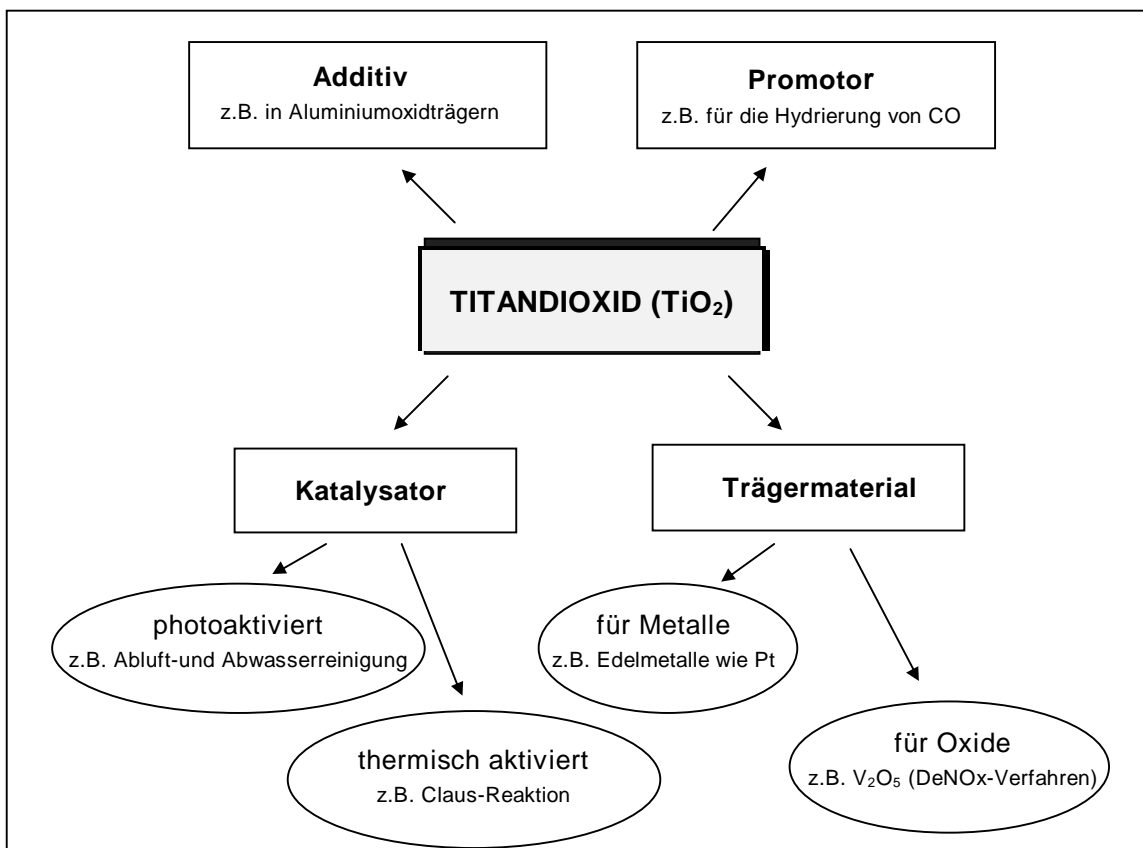 Additiv
z.B. in Aluminiumoxidträgern
Promotor
z.B. für die Hydrierung von CO
TITANDIOXID (TiO₂)
Katalysator
Trägermaterial
photoaktiviert
z.B. Abluft-und Abwasserreinigung
für Metalle
z.B. Edelmetalle wie Pt
thermisch aktiviert
z.B. Claus-Reaktion
für Oxide
z.B. V₂O₅ (DeNOx-Verfahren)